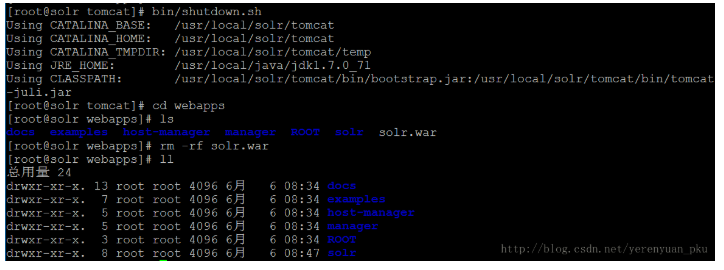 [root@solr tomcat]# bin/shutdown.sh
Using CATALINA_BASE:   /usr/local/solr/tomcat
Using CATALINA_HOME:   /usr/local/solr/tomcat
Using CATALINA_TMPDIR: /usr/local/solr/tomcat/temp
Using JRE_HOME:        /usr/local/java/jdk1.7.0_71
Using CLASSPATH:       /usr/local/solr/tomcat/bin/bootstrap.jar:/usr/local/solr/tomcat/bin/tomcat
-juli.jar
[root@solr tomcat]# cd webapps
[root@solr webapps]# ls
docs  examples  host-manager  manager  ROOT  solr  solr.war
[root@solr webapps]# rm -rf solr.war
[root@solr webapps]# ll
总用量 24
drwxr-xr-x. 13 root root 4096 6月   6 08:34 docs
drwxr-xr-x.  7 root root 4096 6月   6 08:34 examples
drwxr-xr-x.  5 root root 4096 6月   6 08:34 host-manager
drwxr-xr-x.  5 root root 4096 6月   6 08:34 manager
drwxr-xr-x.  3 root root 4096 6月   6 08:34 ROOT
drwxr-xr-x.  8 root root 4096 6月   6 08:47 solr
http://blog.csdn.net/yerenyuan_pku